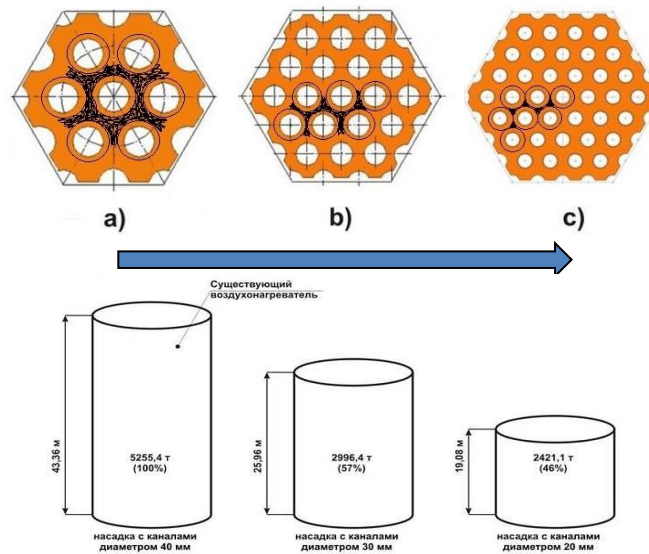 a)
b)
c)
Существующий
воздухонагреватель
43,36 м
5255,4 т
(100%)
25,96 м
2996,4 т
(57%)
19,08 м
2421,1 т
(46%)
насадка с каналами
диаметром 40 мм
насадка с каналами
диаметром 30 мм
насадка с каналами
диаметром 20 мм